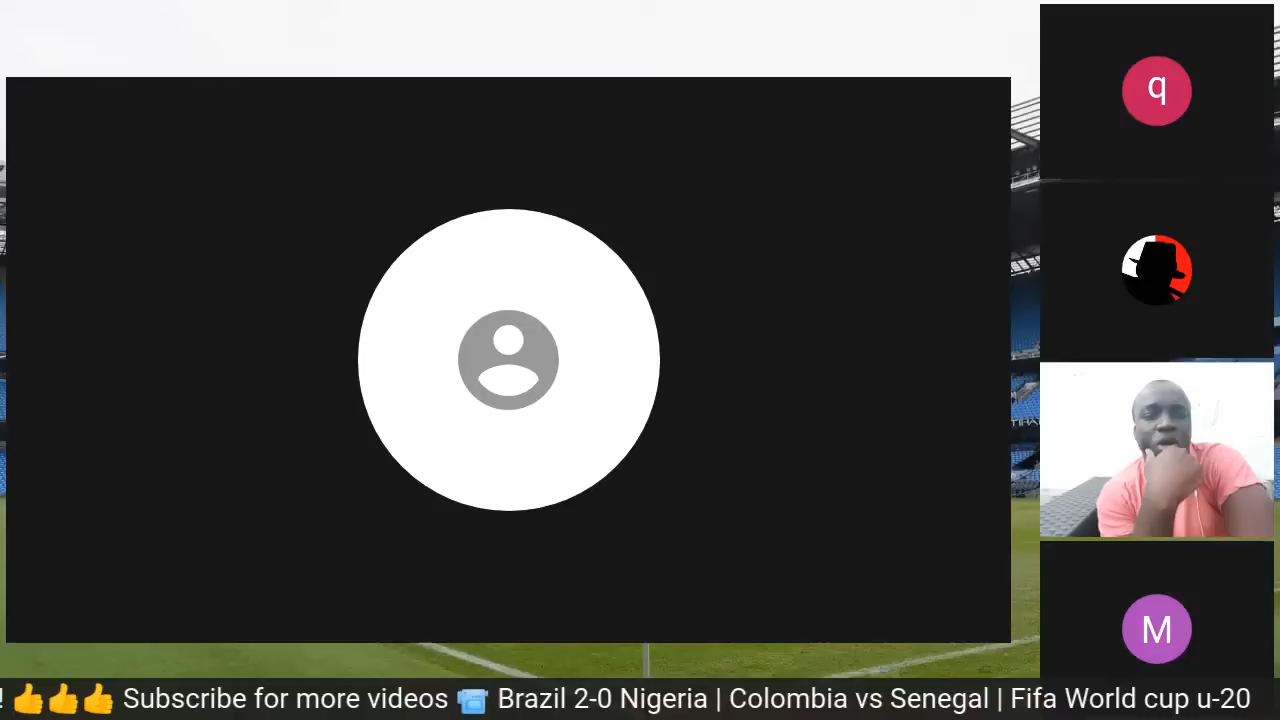 q
M
! 👍👍👍 Subscribe for more videos 📹 Brazil 2-0 Nigeria | Colombia vs Senegal | Fifa World cup u-20